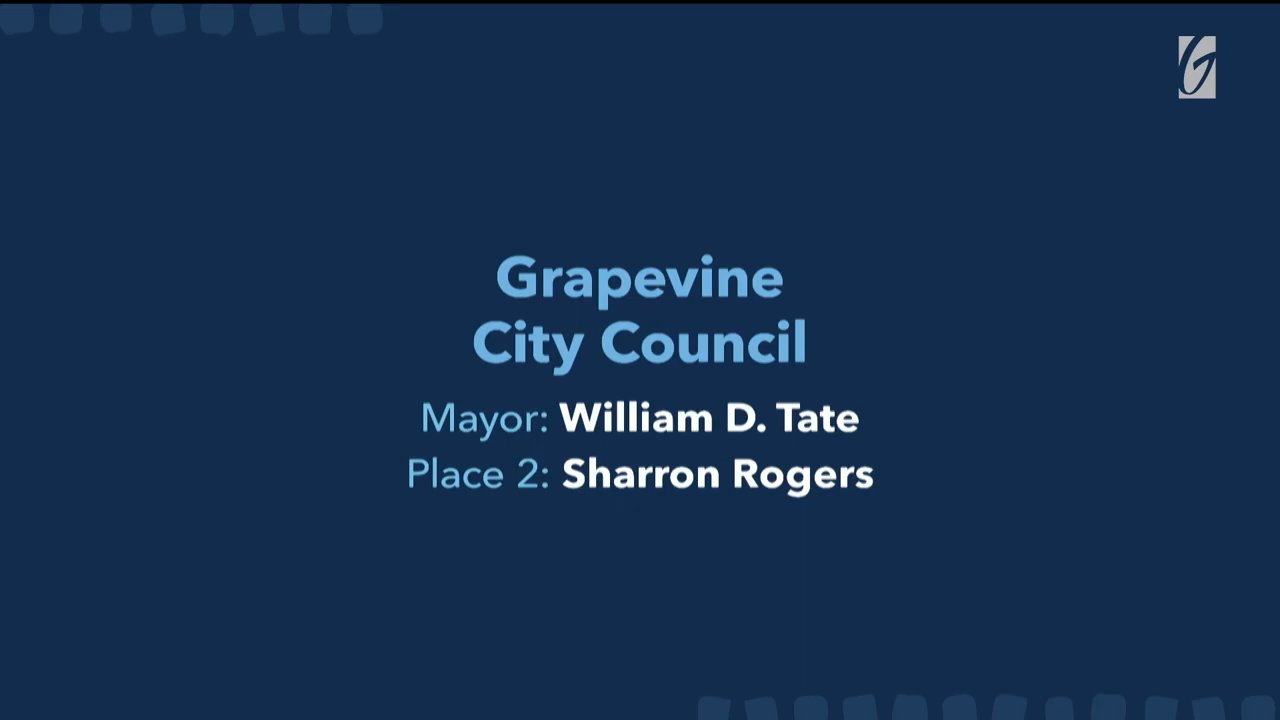 G
Grapevine
City Council
Mayor: William D. Tate
Place 2: Sharron Rogers